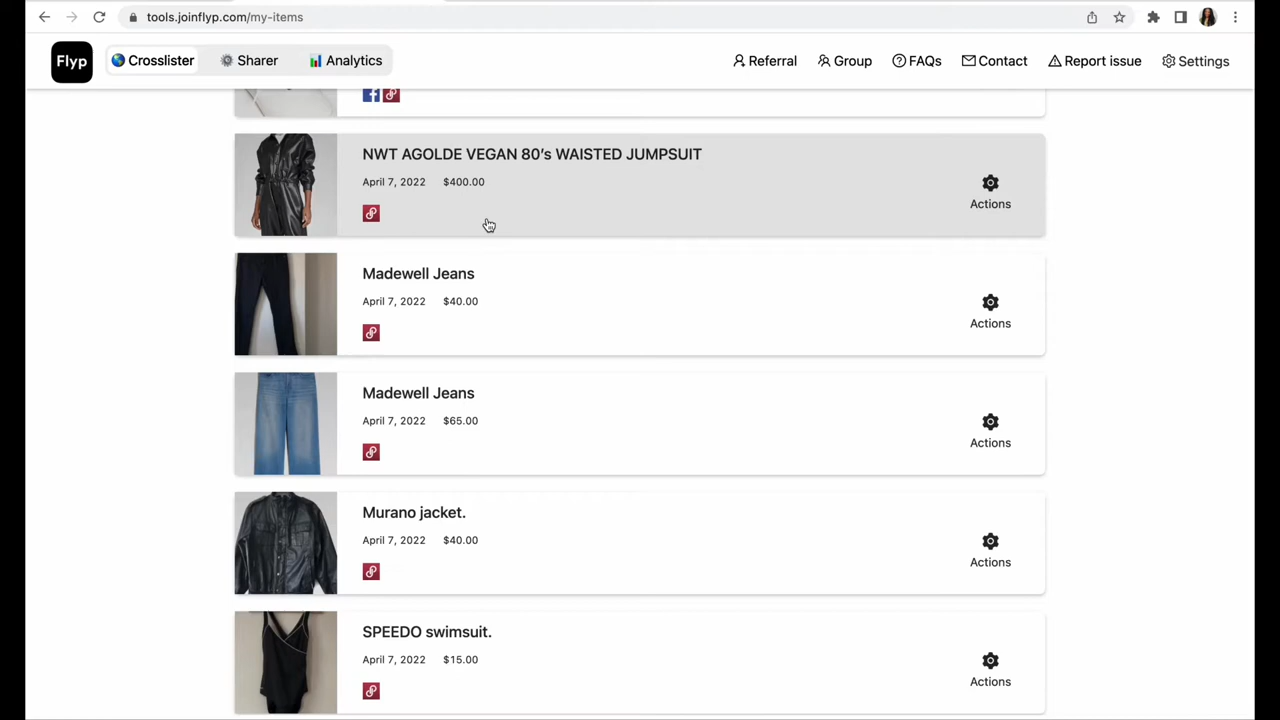 tools.joinflyp.com/my-items
Flyp
Crosslister
Sharer
Analytics
Referral
Group
FAQs
Contact
Report issue
Settings
NWT AGOLDE VEGAN 80’s WAISTED JUMPSUIT
April 7, 2022 $400.00
Actions
Madewell Jeans
April 7, 2022 $40.00
Actions
Madewell Jeans
April 7, 2022 $65.00
Actions
Murano jacket.
April 7, 2022 $40.00
Actions
SPEEDO swimsuit.
April 7, 2022 $15.00
Actions